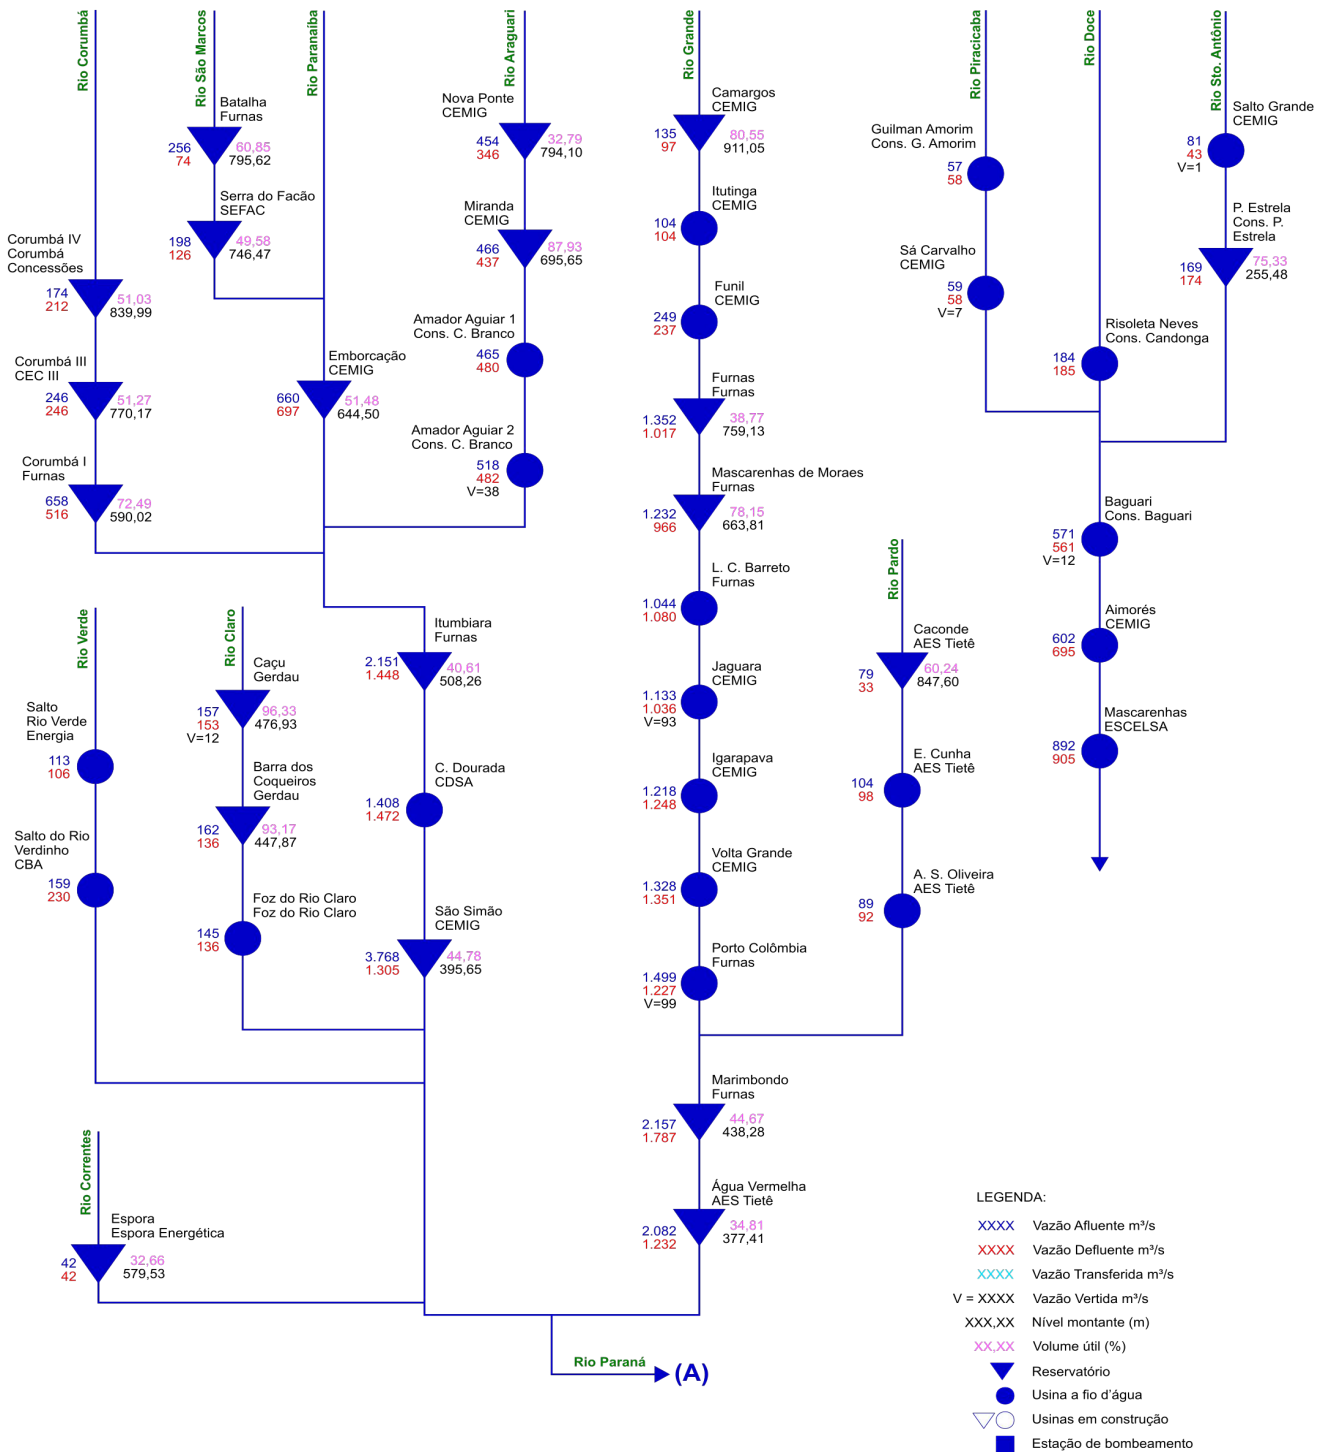 Rio Corumbá
Corumbá IV
Corumbá
Concessões
174
212
51,03
839,99
Corumbá III
CEC III
246
246
51,27
770,17
Corumbá I
Furnas
658
516
72,49
590,02
Rio São Marcos
Batalha
Furnas
256
74
60,85
795,62
Serra do Facão
SEFAC
198
126
49,58
746,47
Rio Paranaíba
Emborcação
CEMIG
660
697
51,48
644,50
Rio Araguari
Nova Ponte
CEMIG
454
346
32,79
794,10
Miranda
CEMIG
466
437
87,93
695,65
Amador Aguiar 1
Cons. C. Branco
465
480
Amador Aguiar 2
Cons. C. Branco
518
482
V=38
Rio Grande
Camargos
CEMIG
135
97
80,55
911,05
Itutinga
CEMIG
104
104
Funil
CEMIG
249
237
Furnas
Furnas
1.352
1.017
38,77
759,13
Mascarenhas de Moraes
Furnas
1.232
966
78,15
663,81
L. C. Barreto
Furnas
1.044
1.080
Jaguara
CEMIG
1.133
1.036
V=93
Igarapava
CEMIG
1.218
1.248
Volta Grande
CEMIG
1.328
1.351
Porto Colômbia
Furnas
1.499
1.227
V=99
Rio Pardo
Caconde
AES Tietê
79
33
60,24
847,60
E. Cunha
AES Tietê
104
98
A. S. Oliveira
AES Tietê
89
92
Marimbondo
Furnas
2.157
1.787
44,67
438,28
Água Vermelha
AES Tietê
2.082
1.232
34,81
377,41
Rio Piracicaba
Guilman Amorim
Cons. G. Amorim
57
58
Sá Carvalho
CEMIG
59
58
V=7
Rio Doce
Risoleta Neves
Cons. Candonga
184
185
Rio Sto. Antônio
Salto Grande
CEMIG
81
43
V=1
P. Estrela
Cons. P.
Estrela
169
174
75,33
255,48
Baguari
Cons. Baguari
571
561
V=12
Aimorés
CEMIG
602
695
Mascarenhas
ESCELSA
892
905
Rio Verde
Salto
Rio Verde
Energia
113
106
Salto do Rio
Verdinho
CBA
159
230
Rio Claro
Caçu
Gerdau
157
153
V=12
96,33
476,93
Barra dos
Coqueiros
Gerdau
162
136
93,17
447,87
Foz do Rio Claro
Foz do Rio Claro
145
136
Itumbiara
Furnas
2.151
1.448
40,61
508,26
C. Dourada
CDSA
1.408
1.472
São Simão
CEMIG
3.768
1.305
44,78
395,65
Rio Correntes
Espora
Espora Energética
42
42
32,66
579,53
Rio Paraná
(A)
LEGENDA:
XXXX Vazão Afluente m³/s
XXXX Vazão Defluente m³/s
XXXX Vazão Transferida m³/s
V = XXXX Vazão Vertida m³/s
XXX,XX Nível montante (m)
XX,XX Volume útil (%)
Reservatório
Usina a fio d'água
Usinas em construção
Estação de bombeamento